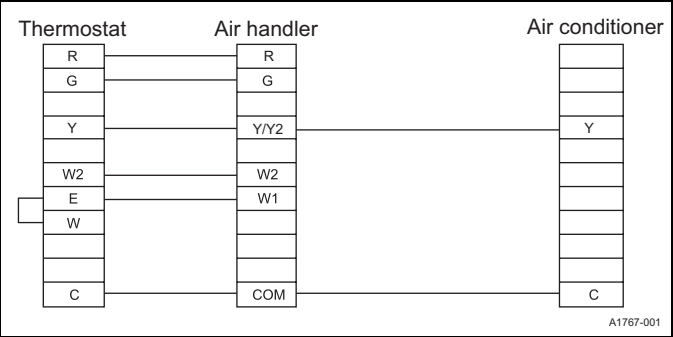 Thermostat Air handler Air conditioner
R R
G G
Y Y/Y2 Y
W2 W2
E W1
W
C COM C
A1767-001